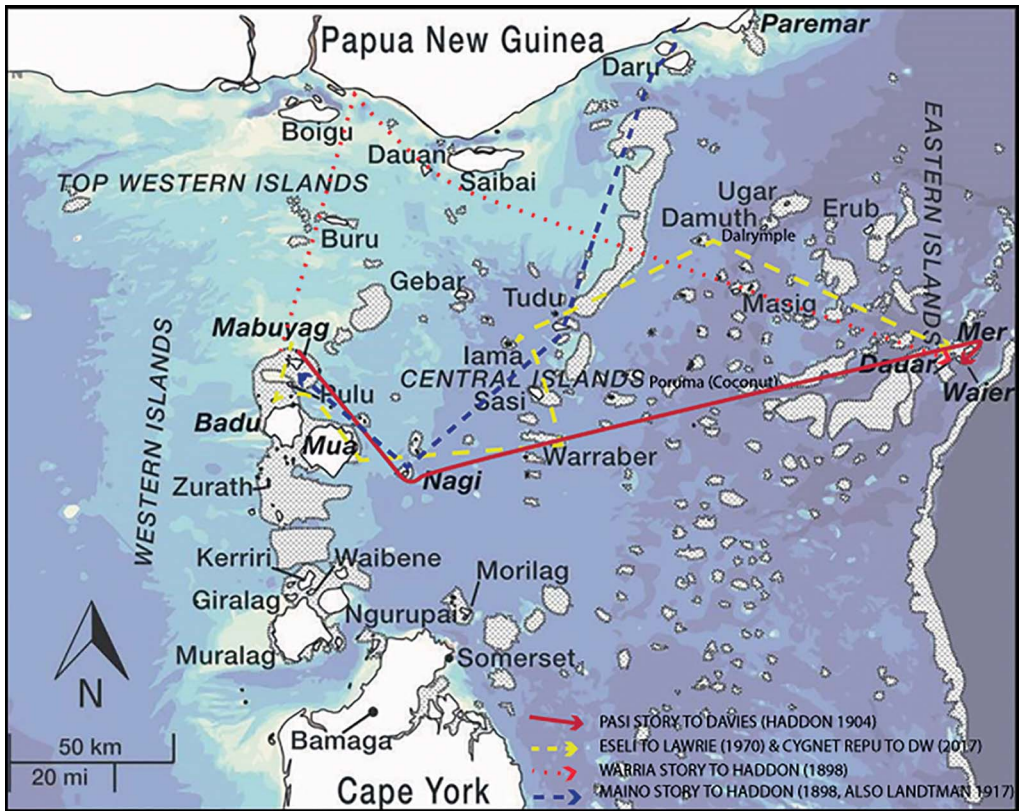 Paremar
Papua New Guinea
Daru
Boigu
Dauan
Saibai
EASTERN ISLANDS
TOP WESTERN ISLANDS
Ugar
Damuth
Erub
Dalrymple
Buru
Gebar
Tudu
Masig
Mabuyag
Mer
Iama
Dauar
CENTRAL ISLANDS
Poruma (Coconut)
Waier
Pulu
Sasi
WESTERN ISLANDS
Badu
Mua
Nagi
Warraber
Zurath
Kerriri
Waibene
Morilag
Giralag
Ngurupai
Muralag
Somerset
N
Bamaga
Cape York
50 km
20 mi
PASI STORY TO DAVIES (HADDON 1904)
ESELI TO LAWRIE (1970) & CYGNET REPU TO DW (2017)
WARRIA STORY TO HADDON (1898)
MAINO STORY TO HADDON (1898, ALSO LANDTMAN 1917)